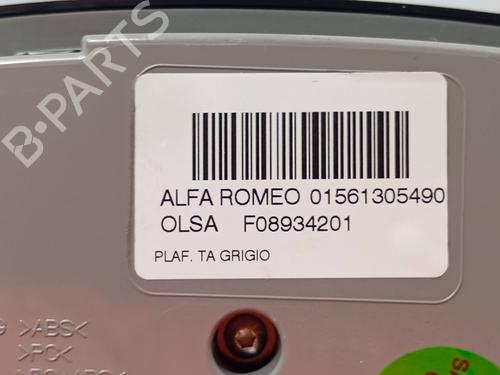 B-PARTS
ALFA ROMEO 01561305490
OLSA F08934201
PLAF. TA GRIGIO
>ABS<
>PC<